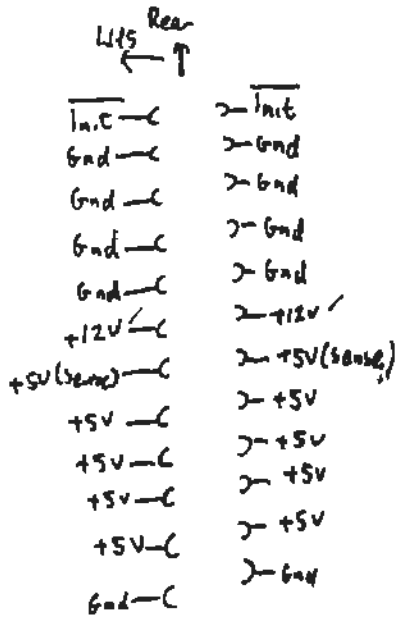 Rear
LHS
Init Init
Gnd Gnd
Gnd Gnd
Gnd Gnd
Gnd Gnd
+12V +12V
+5V (sense) +5V (sense)
+5V +5V
+5V +5V
+5V +5V
+5V +5V
Gnd Gnd